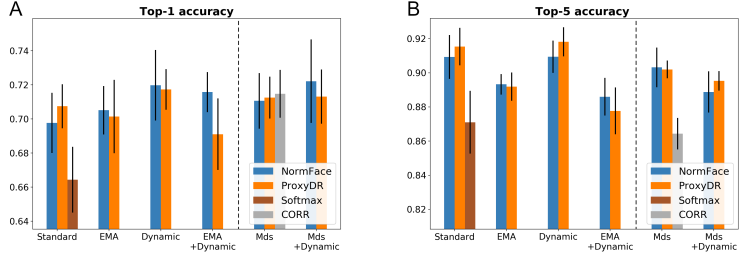 A
Top-1 accuracy
0.74
0.72
0.70
0.68
0.66
0.64
Standard
EMA
Dynamic
EMA
+Dynamic
Mds
Mds
+Dynamic
NormFace
ProxyDR
Softmax
CORR
B
Top-5 accuracy
0.92
0.90
0.88
0.86
0.84
0.82
Standard
EMA
Dynamic
EMA
+Dynamic
Mds
Mds
+Dynamic
NormFace
ProxyDR
Softmax
CORR